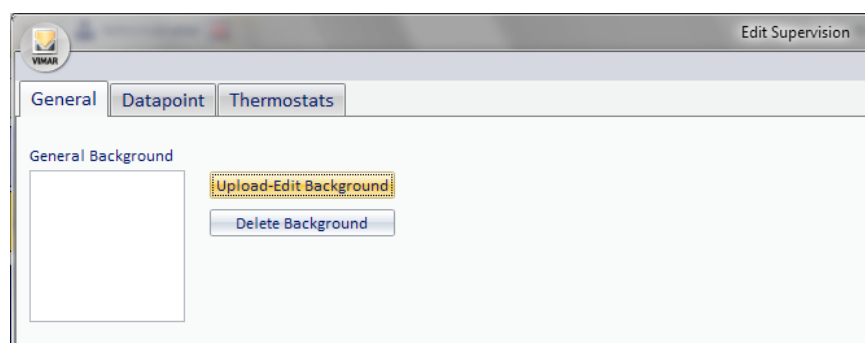 Edit Supervision
VIMAR
General Datapoint Thermostats
General Background
Upload-Edit Background
Delete Background